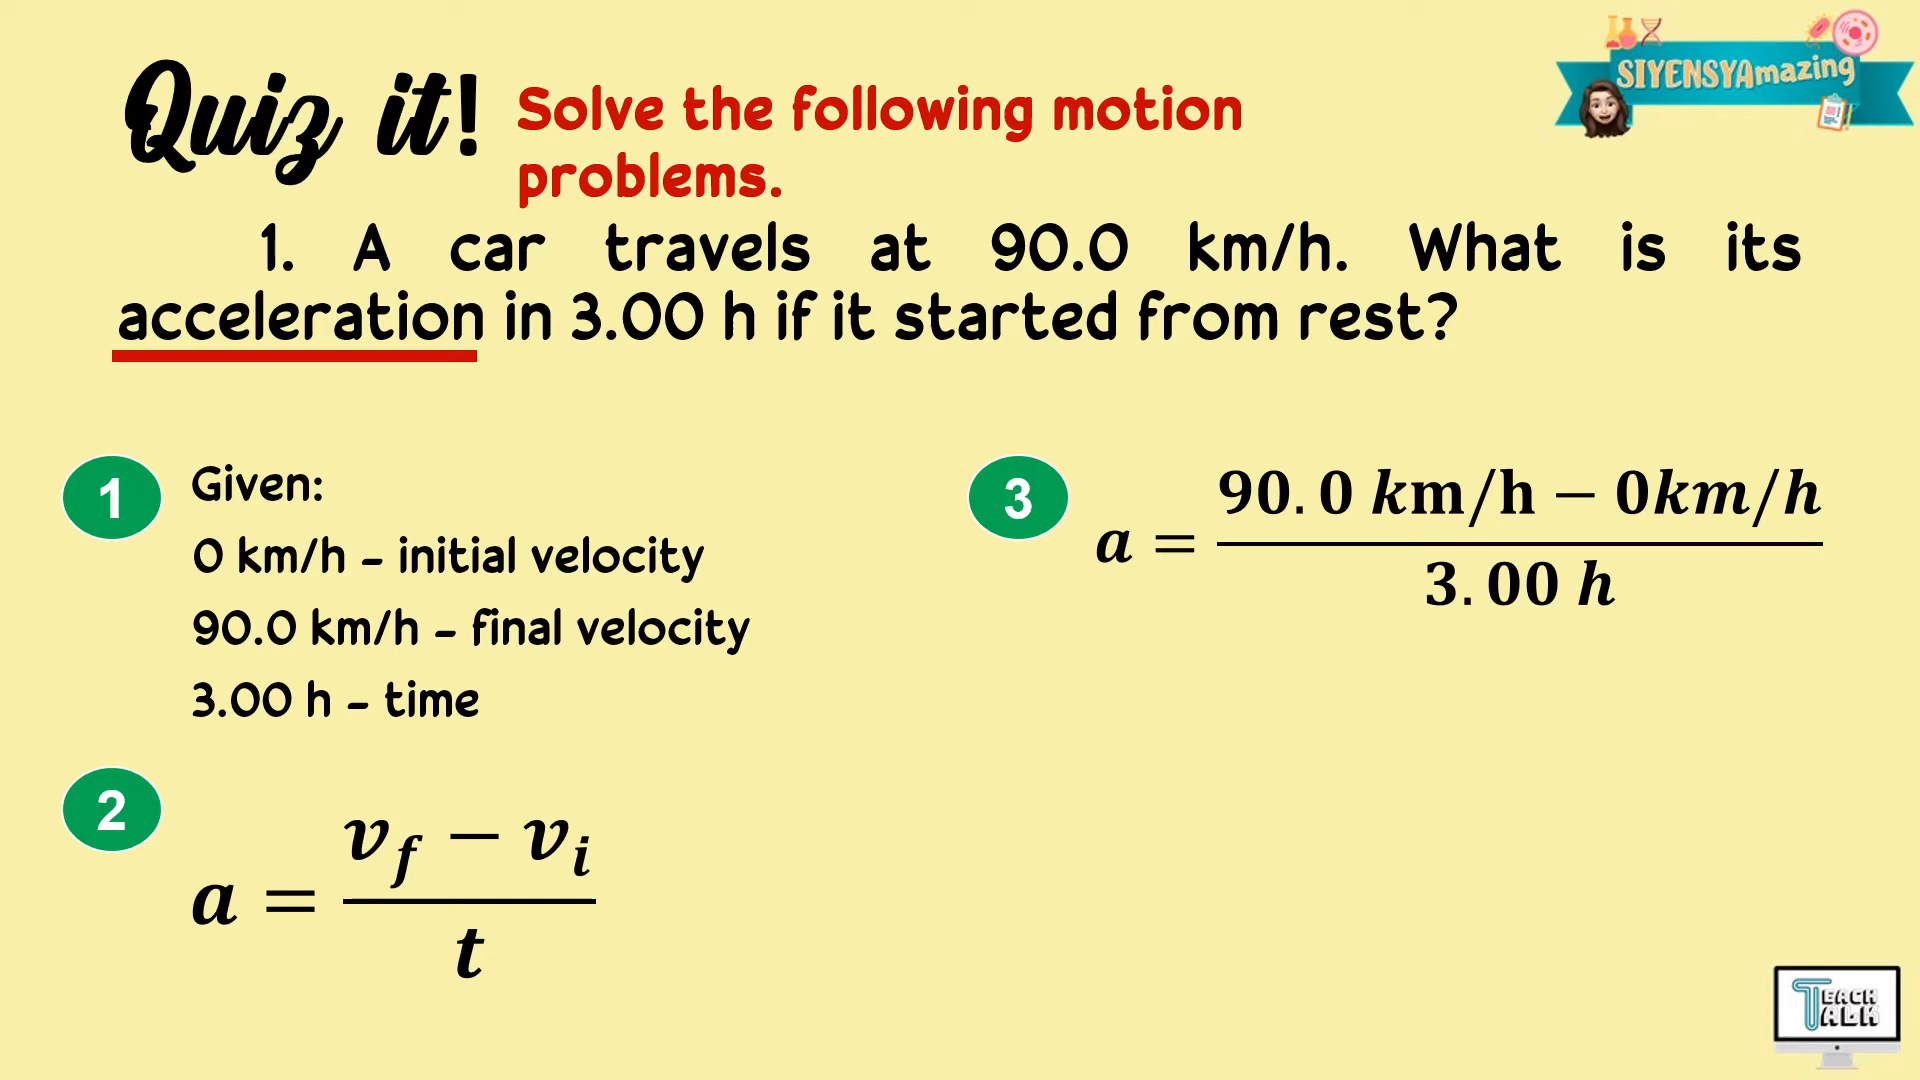 Quiz it!
Solve the following motion
problems.
SIYENSYAmazing
1. A car travels at 90.0 km/h. What is its
acceleration in 3.00 h if it started from rest?
1
Given:
0 km/h – initial velocity
90.0 km/h – final velocity
3.00 h – time
2
a = (v_f − v_i) / t
3
a = (90.0 km/h − 0km/h) / 3.00 h
TEACH
TALK